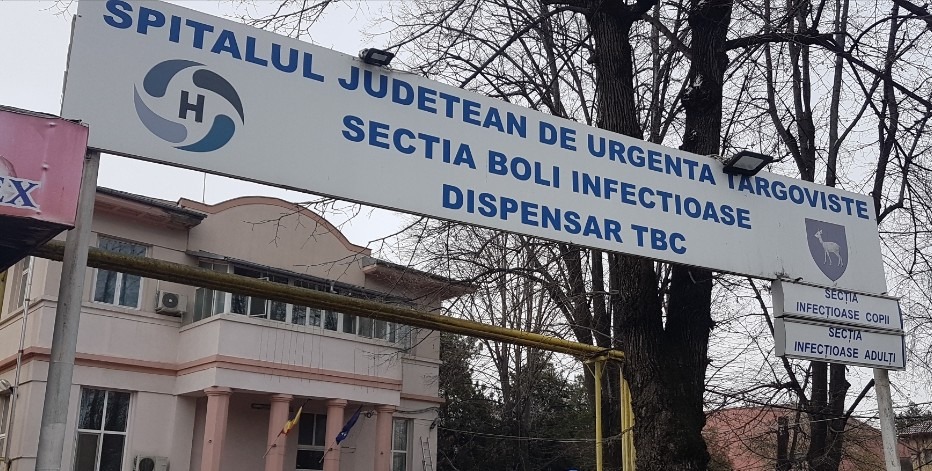 SPITALUL JUDETEAN DE URGENTA TARGOVISTE
H
SECTIA BOLI INFECTIOASE
DISPENSAR TBC
SECȚIA
INFECȚIOASE COPII
SECȚIA
INFECȚIOASE ADULȚI